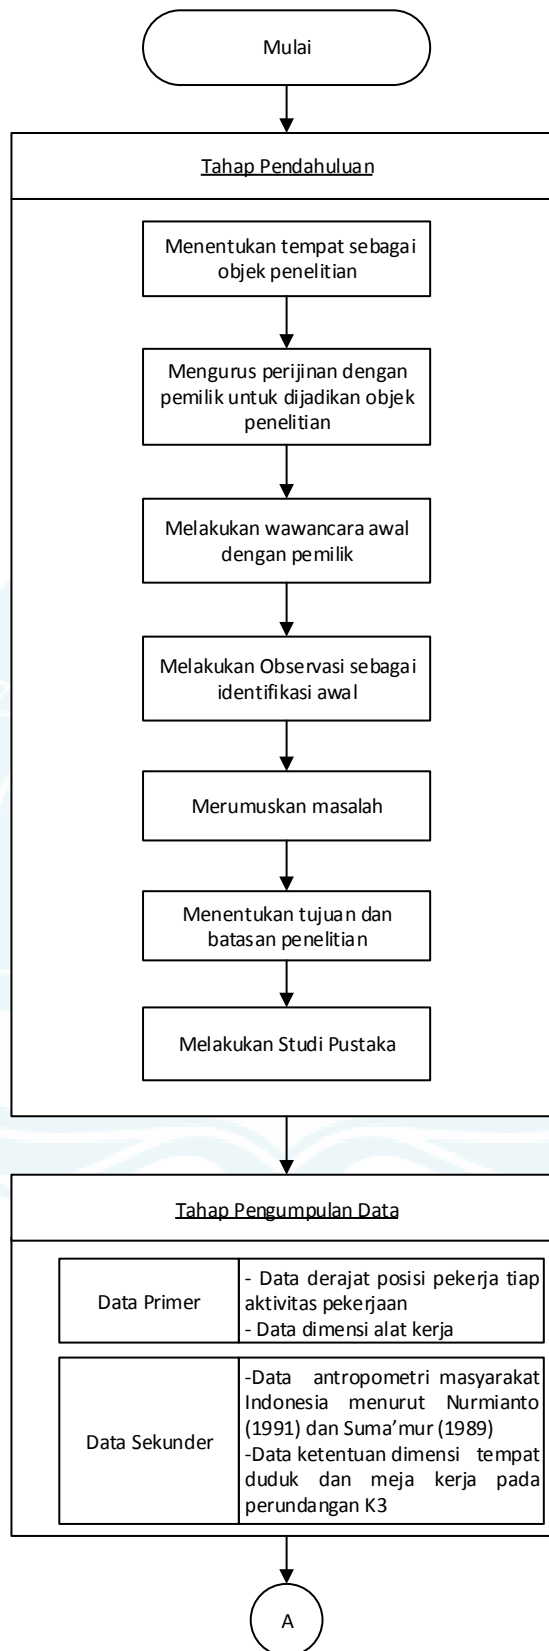 Mulai
Tahap Pendahuluan
Menentukan tempat sebagai
objek penelitian
Mengurus perijinan dengan
pemilik untuk dijadikan objek
penelitian
Melakukan wawancara awal
dengan pemilik
Melakukan Observasi sebagai
identifikasi awal
Merumuskan masalah
Menentukan tujuan dan
batasan penelitian
Melakukan Studi Pustaka
Tahap Pengumpulan Data
Data Primer
- Data derajat posisi pekerja tiap
aktivitas pekerjaan
- Data dimensi alat kerja
Data Sekunder
-Data antropometri masyarakat
Indonesia menurut Nurmianto
(1991) dan Suma’mur (1989)
-Data ketentuan dimensi tempat
duduk dan meja kerja pada
perundangan K3
A